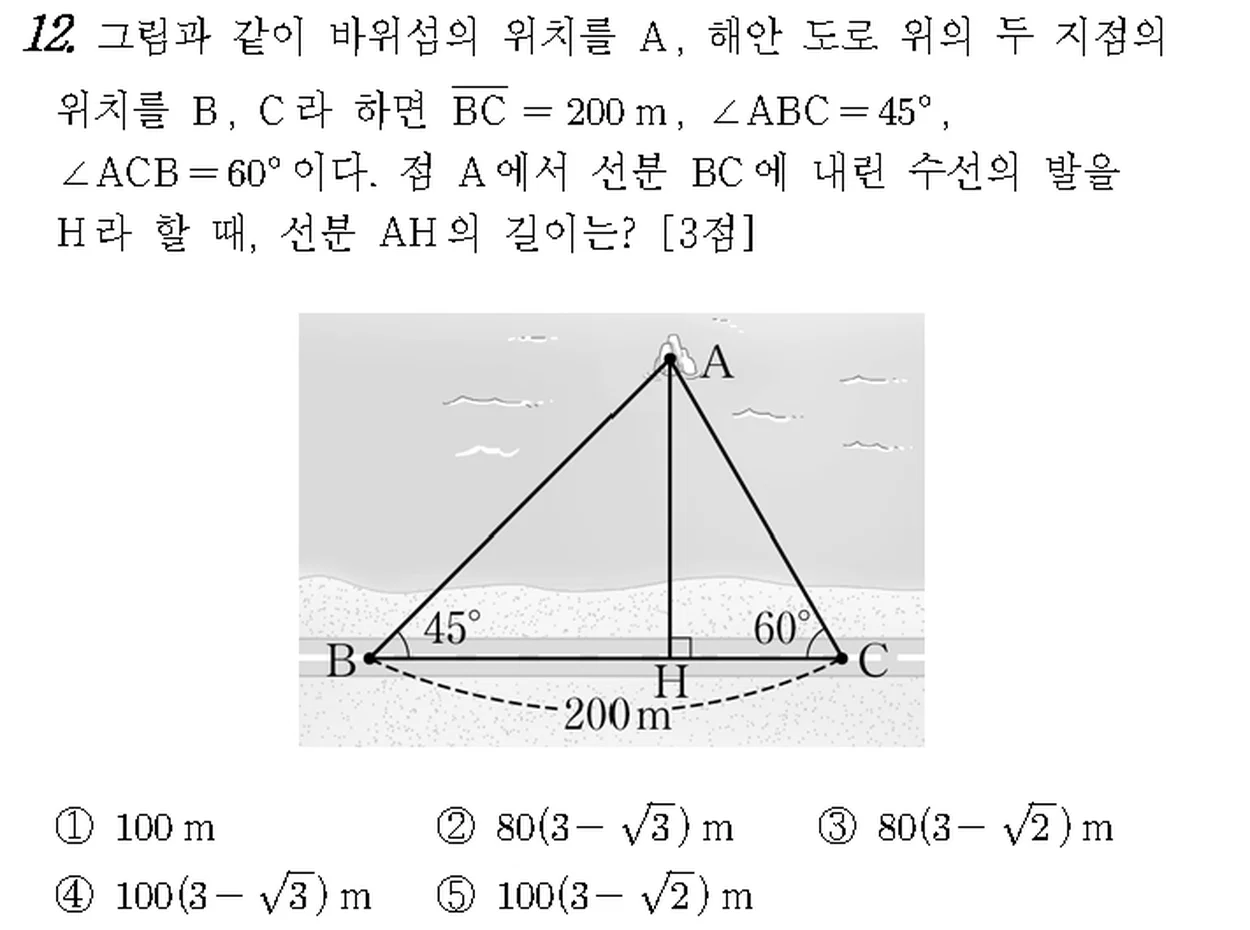 12. 그림과 같이 바위섬의 위치를 A, 해안 도로 위의 두 지점의
위치를 B, C라 하면 \overline{BC} = 200 m, ∠ABC = 45°,
∠ACB = 60°이다. 점 A에서 선분 BC에 내린 수선의 발을
H라 할 때, 선분 AH의 길이는? [3점]
A
45°
60°
B
H
C
200 m
① 100 m ② 80(3 − √3) m ③ 80(3 − √2) m
④ 100(3 − √3) m ⑤ 100(3 − √2) m